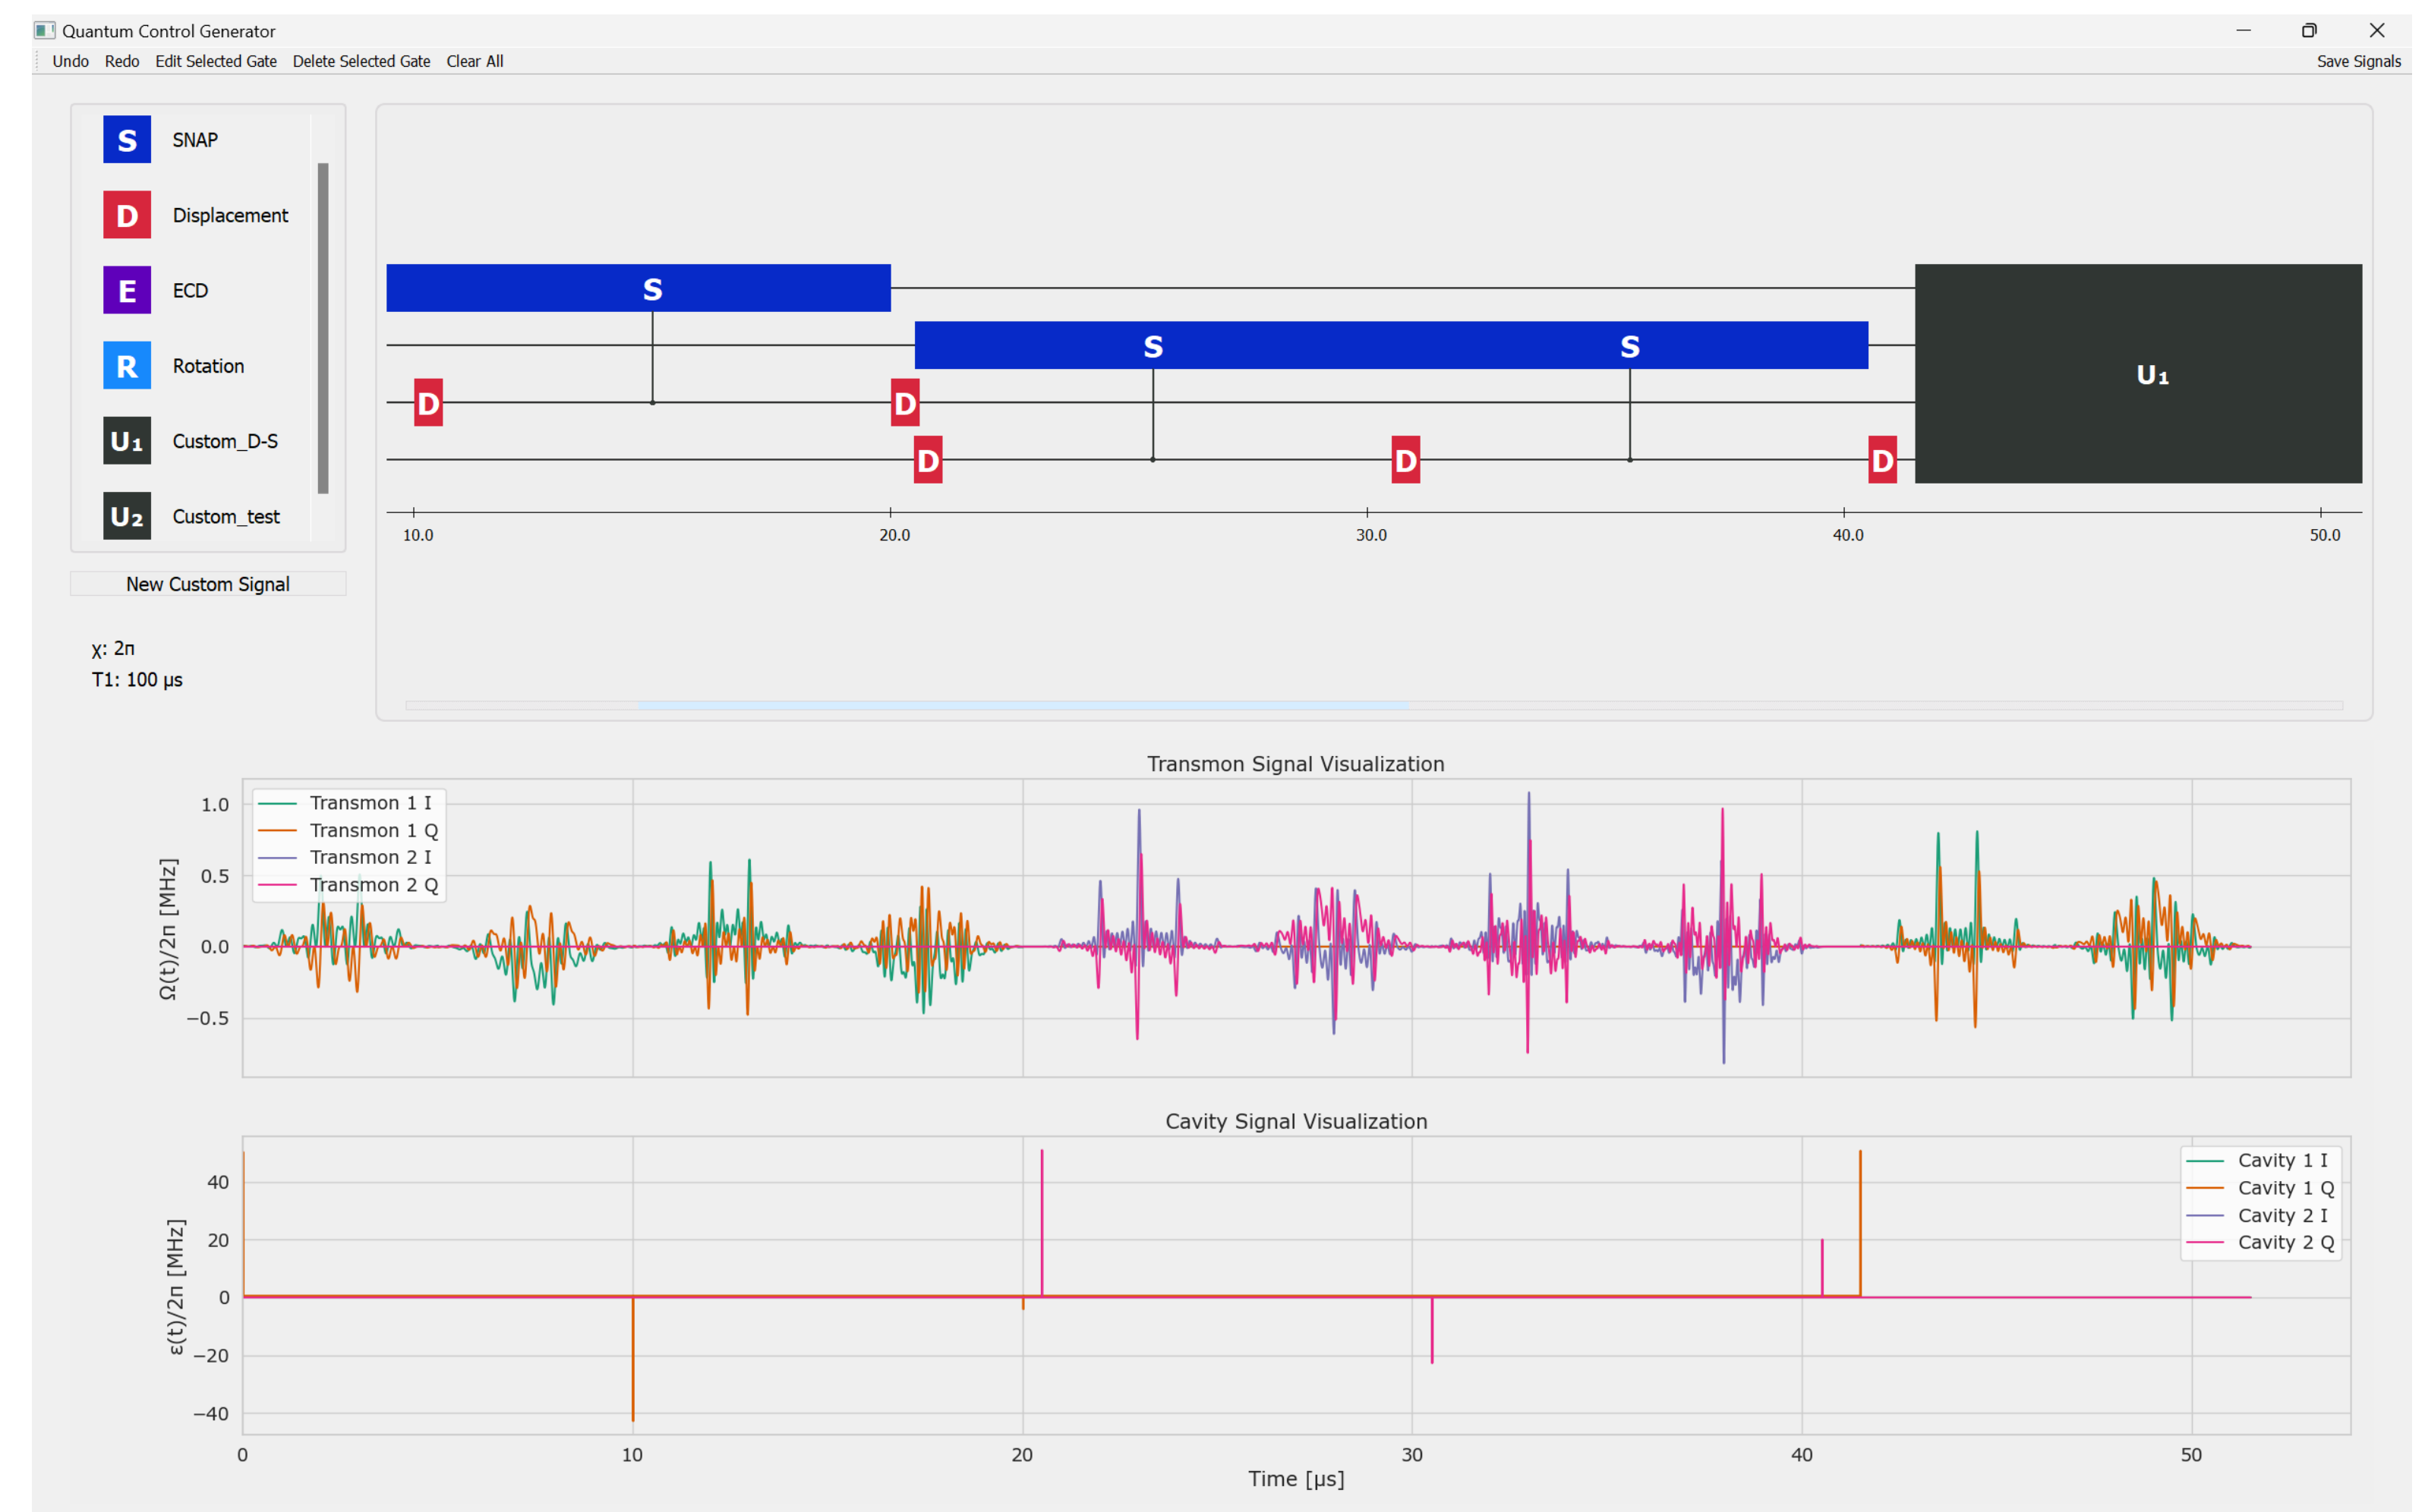 Quantum Control Generator
Undo Redo Edit Selected Gate Delete Selected Gate Clear All Save Signals
S SNAP
D Displacement
E ECD
R Rotation
U₁ Custom_D-S
U₂ Custom_test
New Custom Signal
χ: 2π
T1: 100 µs
S
S S
D D
D D D
U₁
10.0 20.0 30.0 40.0 50.0
Transmon Signal Visualization
Transmon 1 I
Transmon 1 Q
Transmon 2 I
Transmon 2 Q
Ω(t)/2π [MHz]
1.0
0.5
0.0
−0.5
Cavity Signal Visualization
Cavity 1 I
Cavity 1 Q
Cavity 2 I
Cavity 2 Q
ε(t)/2π [MHz]
40
20
0
−20
−40
0 10 20 30 40 50
Time [µs]